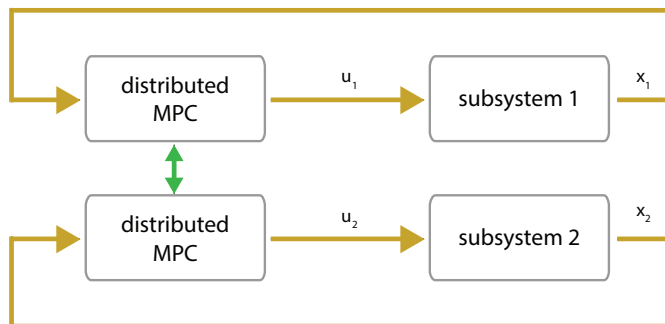 distributed
MPC
u₁
subsystem 1
x₁
distributed
MPC
u₂
subsystem 2
x₂